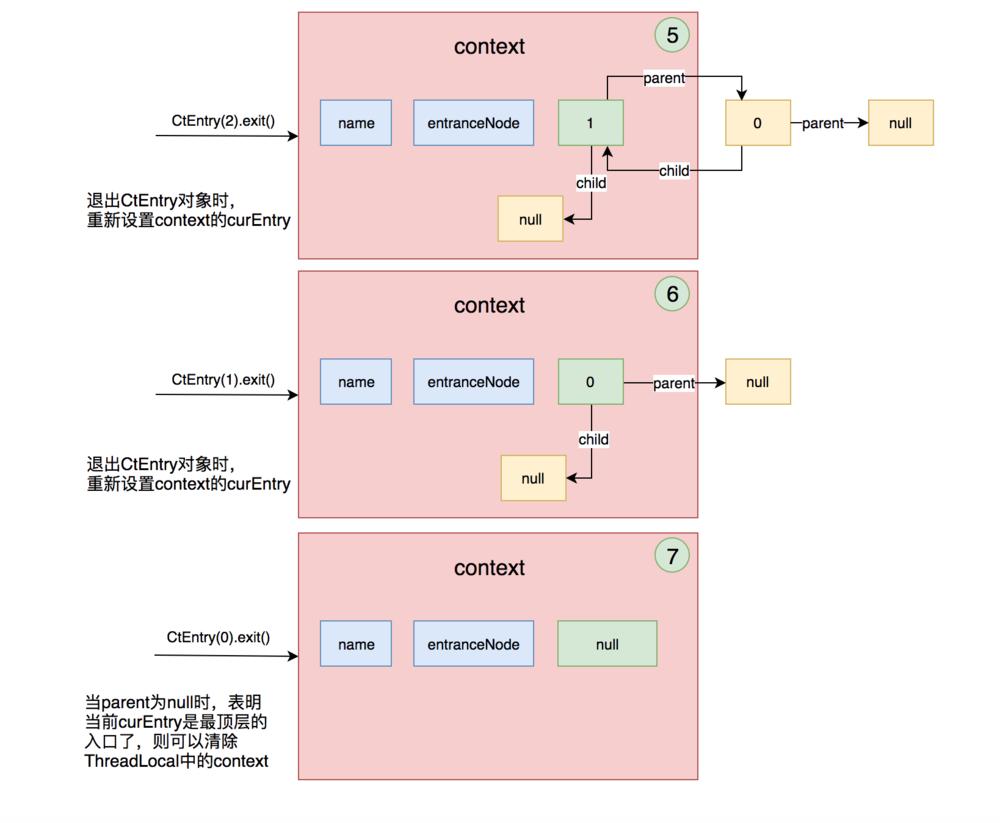 context
5
parent
CtEntry(2).exit()
name
entranceNode
1
0
parent
null
child
child
退出CtEntry对象时，
重新设置context的curEntry
null
context
6
CtEntry(1).exit()
name
entranceNode
0
parent
null
child
退出CtEntry对象时，
重新设置context的curEntry
null
context
7
CtEntry(0).exit()
name
entranceNode
null
当parent为null时，表明
当前curEntry是最顶层的
入口了，则可以清除
ThreadLocal中的context